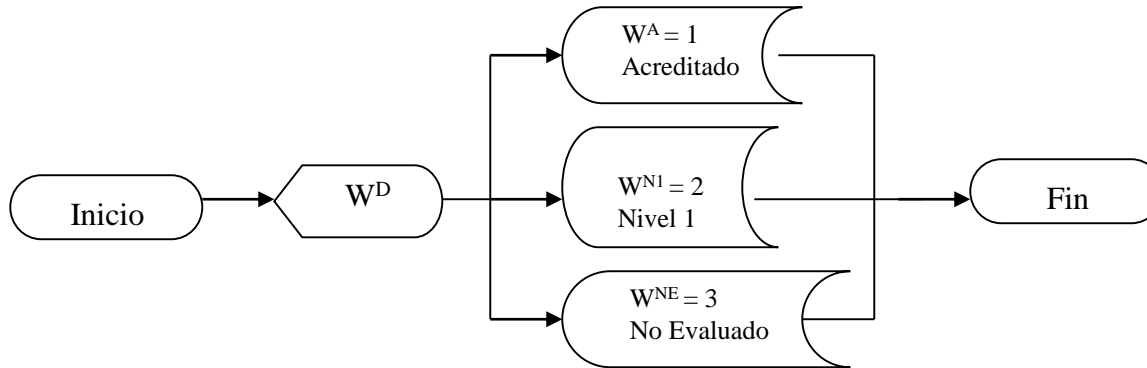 Inicio
W^D
W^A = 1
Acreditado
W^N1 = 2
Nivel 1
W^NE = 3
No Evaluado
Fin